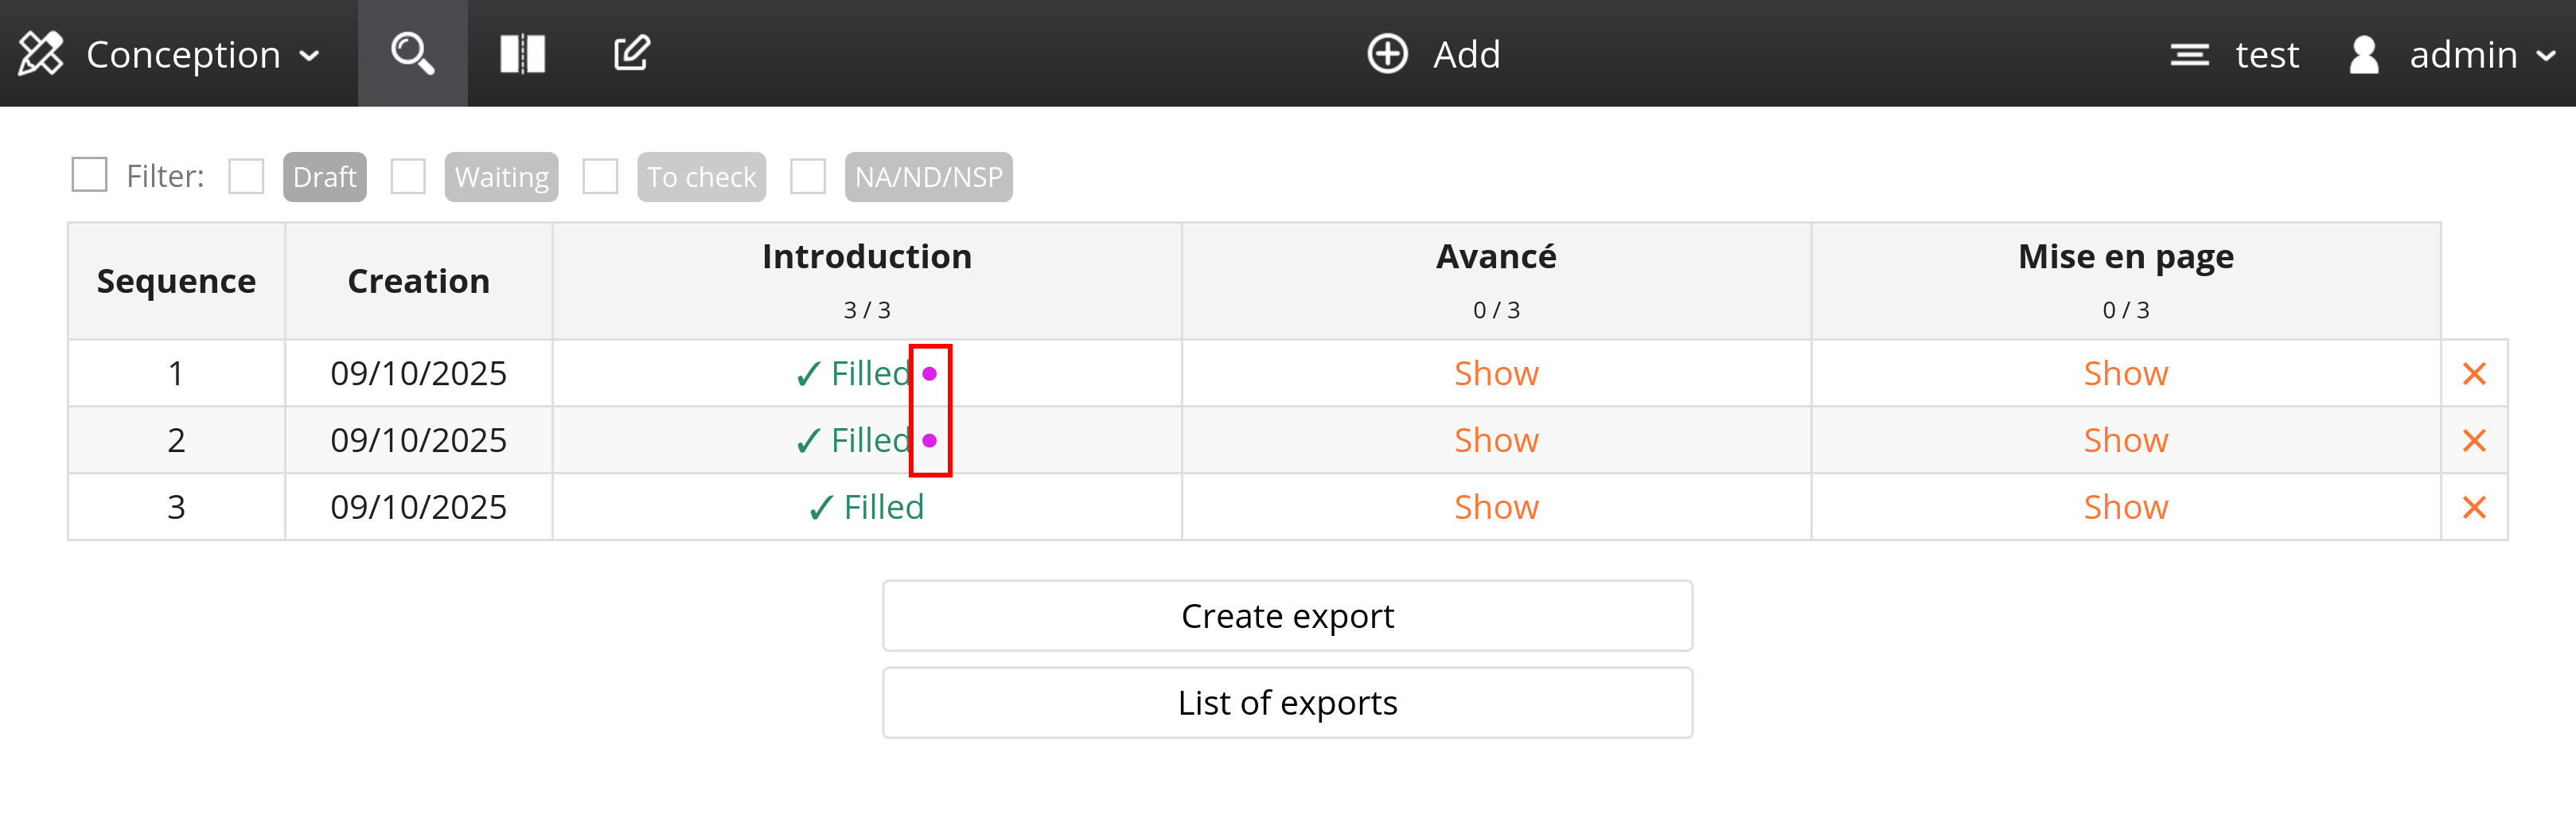 Conception Add test admin
Filter: Draft Waiting To check NA/ND/NSP
Sequence Creation Introduction Avancé Mise en page
3 / 3 0 / 3 0 / 3
1 09/10/2025 ✓ Filled Show Show ✕
2 09/10/2025 ✓ Filled Show Show ✕
3 09/10/2025 ✓ Filled Show Show ✕
Create export
List of exports